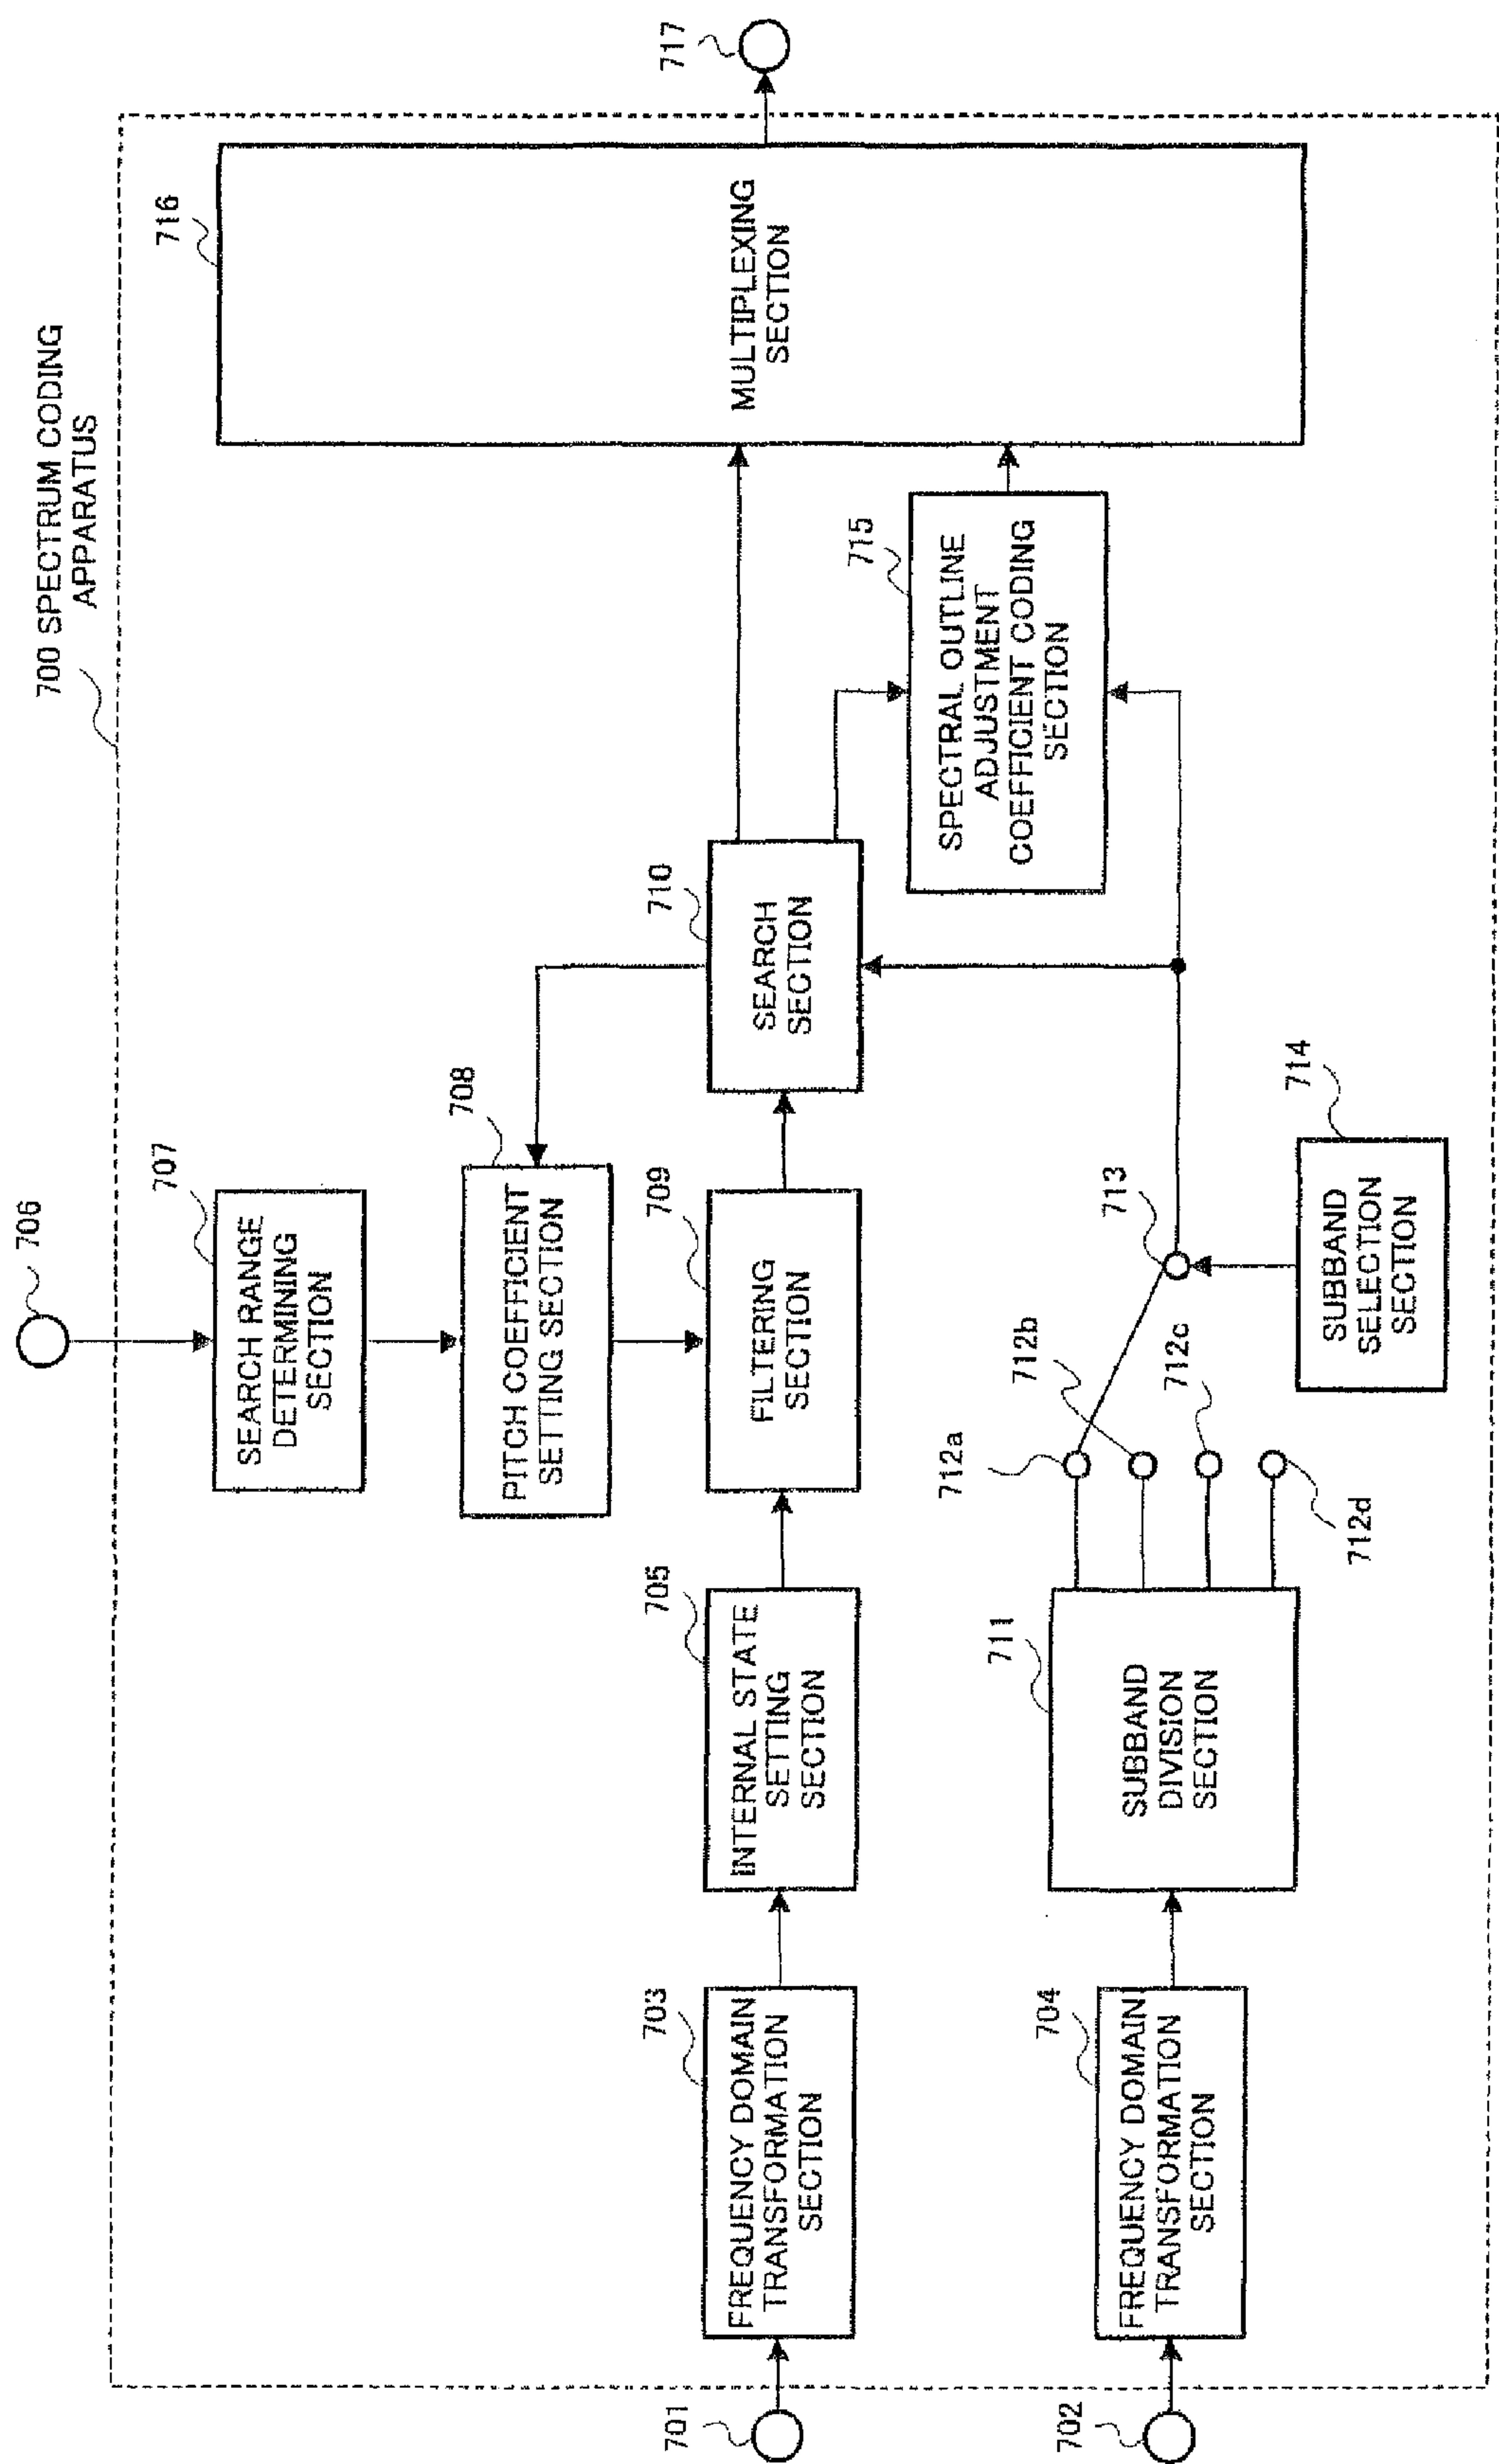 700 SPECTRUM CODING
APPARATUS
706
717
707
SEARCH RANGE
DETERMINING
SECTION
716
MULTIPLEXING
SECTION
708
PITCH COEFFICIENT
SETTING SECTION
703
FREQUENCY DOMAIN
TRANSFORMATION
SECTION
705
INTERNAL STATE
SETTING
SECTION
709
FILTERING
SECTION
710
SEARCH
SECTION
701
715
SPECTRAL OUTLINE
ADJUSTMENT
COEFFICIENT CODING
SECTION
704
FREQUENCY DOMAIN
TRANSFORMATION
SECTION
711
SUBBAND
DIVISION
SECTION
712a
712b
712c
712d
713
702
714
SUBBAND
SELECTION
SECTION